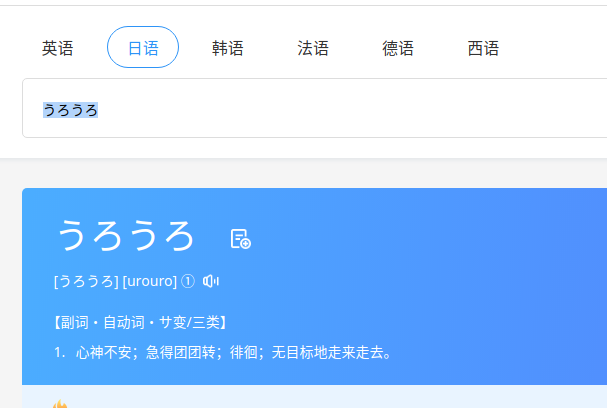 英语 日语 韩语 法语 德语 西语
うろうろ
うろうろ
[うろうろ] [urouro] ①
【副词・自动词・サ变/三类】
1. 心神不安；急得团团转；徘徊；无目标地走来走去。